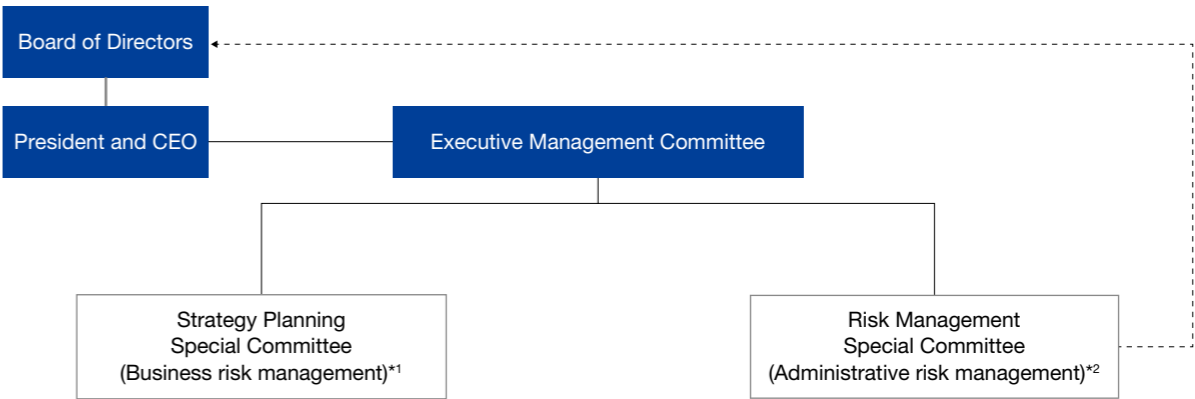 Board of Directors
President and CEO
Executive Management Committee
Strategy Planning
Special Committee
(Business risk management)*1
Risk Management
Special Committee
(Administrative risk management)*2